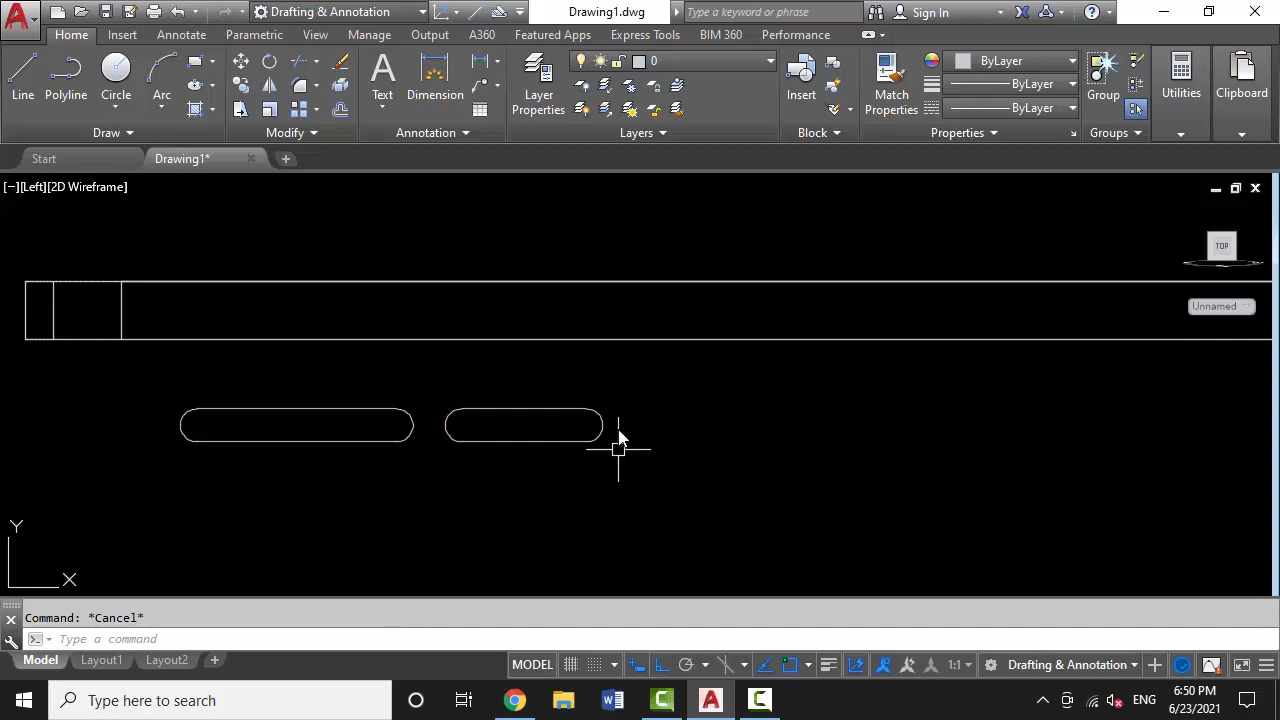 Drafting & Annotation
Drawing1.dwg
Type a keyword or phrase
Sign In
Home Insert Annotate Parametric View Manage Output A360 Featured Apps Express Tools BIM 360 Performance
Line
Polyline
Circle
Arc
Draw
Modify
Text
Dimension
Annotation
Layer
Properties
0
Layers
Insert
Block
Match
Properties
ByLayer
ByLayer
ByLayer
Properties
Group
Groups
Utilities
Clipboard
Start
Drawing1*
[−][Left][2D Wireframe]
TOP
Unnamed
Y
X
Command: *Cancel*
Type a command
Model Layout1 Layout2
MODEL
1:1
Drafting & Annotation
Type here to search
ENG
6:50 PM
6/23/2021